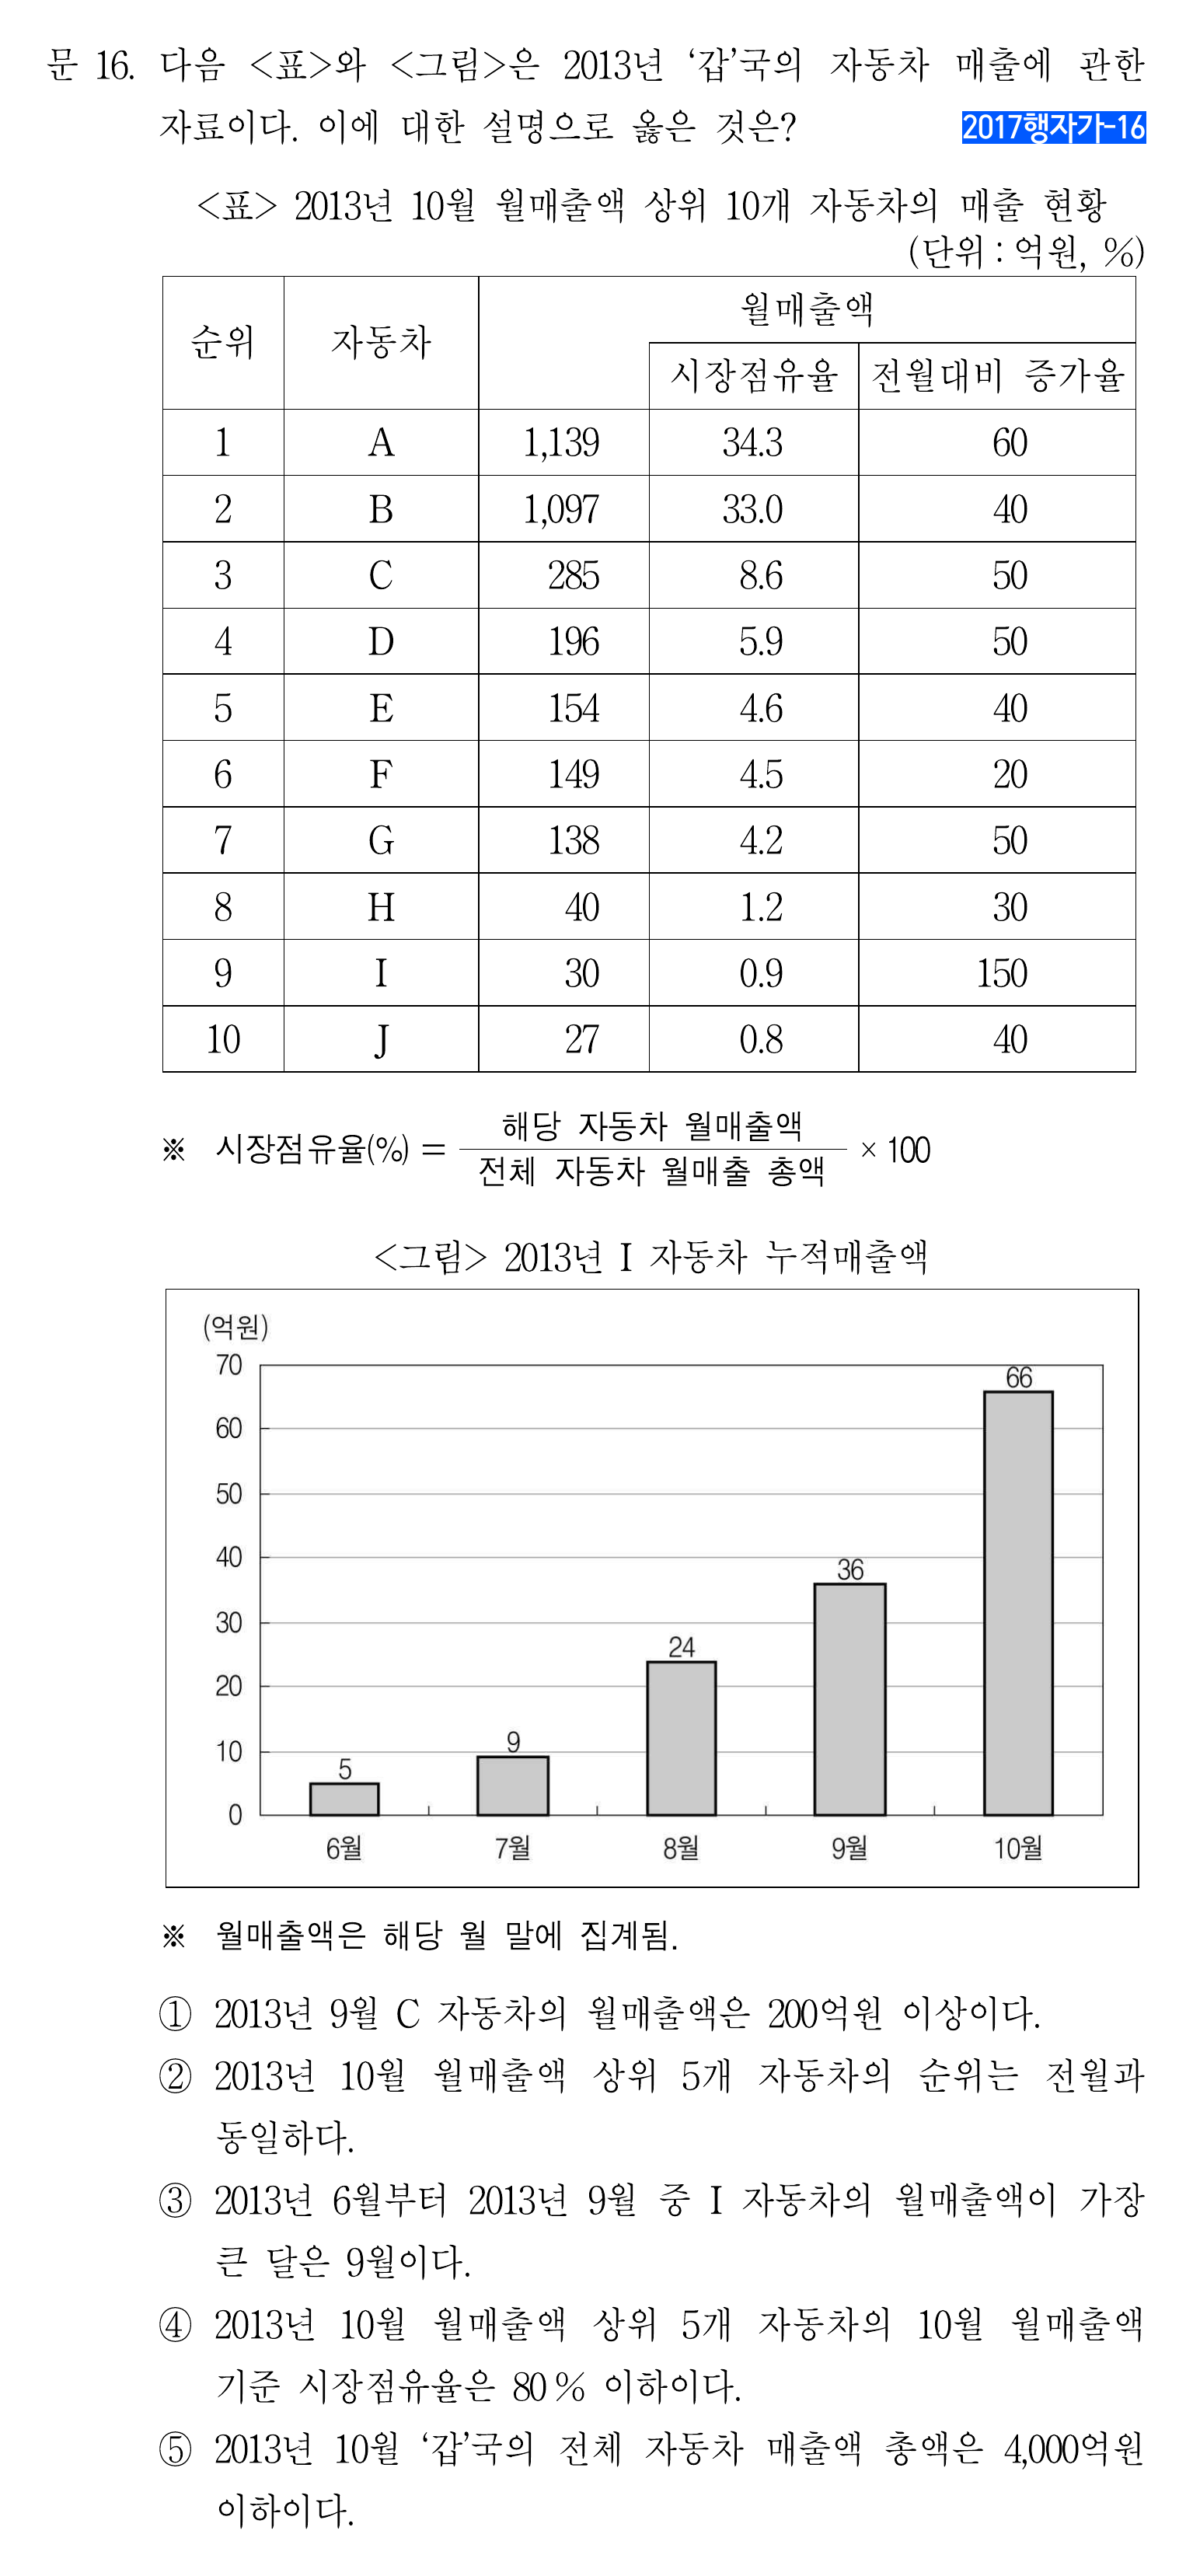 문 16. 다음 <표>와 <그림>은 2013년 ‘갑’국의 자동차 매출에 관한
자료이다. 이에 대한 설명으로 옳은 것은? 2017행자가-16
<표> 2013년 10월 월매출액 상위 10개 자동차의 매출 현황
(단위 : 억원, %)
순위 자동차 월매출액
시장점유율 전월대비 증가율
1 A 1,139 34.3 60
2 B 1,097 33.0 40
3 C 285 8.6 50
4 D 196 5.9 50
5 E 154 4.6 40
6 F 149 4.5 20
7 G 138 4.2 50
8 H 40 1.2 30
9 I 30 0.9 150
10 J 27 0.8 40
※ 시장점유율(%) = 해당 자동차 월매출액 / 전체 자동차 월매출 총액 × 100
<그림> 2013년 I 자동차 누적매출액
(억원)
70
60
50
40
30
20
10
0
5
9
24
36
66
6월 7월 8월 9월 10월
※ 월매출액은 해당 월 말에 집계됨.
① 2013년 9월 C 자동차의 월매출액은 200억원 이상이다.
② 2013년 10월 월매출액 상위 5개 자동차의 순위는 전월과
동일하다.
③ 2013년 6월부터 2013년 9월 중 I 자동차의 월매출액이 가장
큰 달은 9월이다.
④ 2013년 10월 월매출액 상위 5개 자동차의 10월 월매출액
기준 시장점유율은 80% 이하이다.
⑤ 2013년 10월 ‘갑’국의 전체 자동차 매출액 총액은 4,000억원
이하이다.